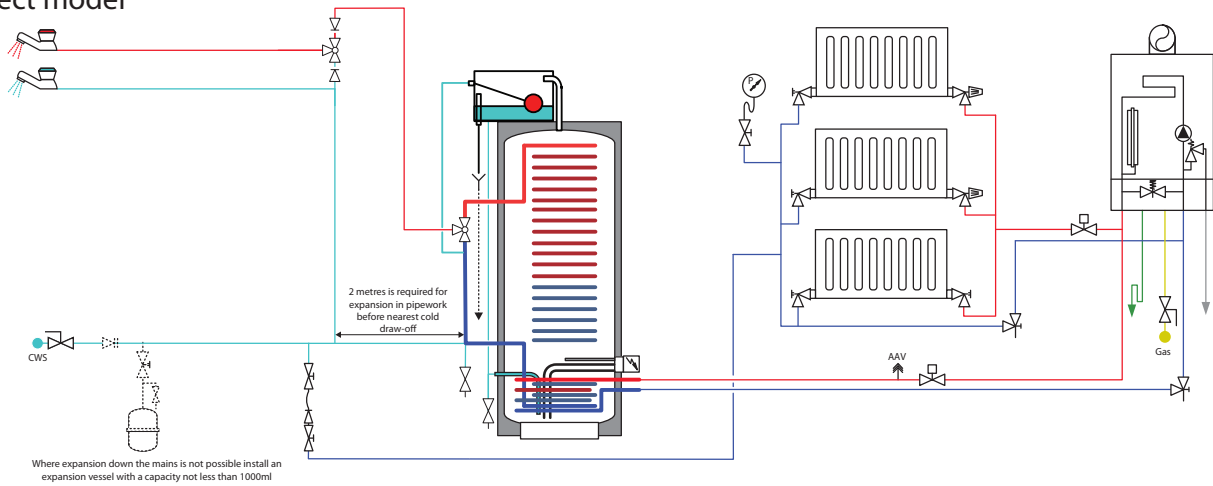 ect model
P
2 metres is required for
expansion in pipework
before nearest cold
draw-off
CWS
AAV
Gas
Where expansion down the mains is not possible install an
expansion vessel with a capacity not less than 1000ml